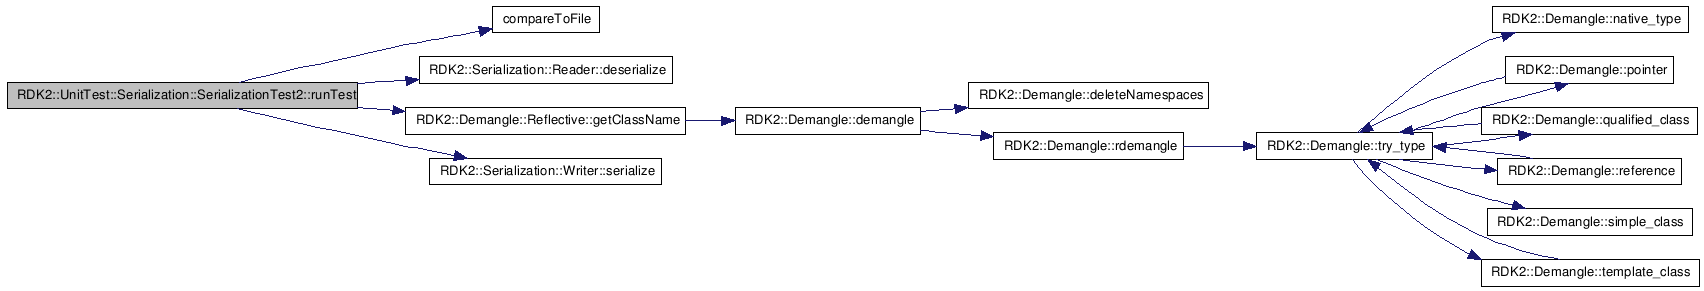 compareToFile
RDK2::Serialization::Reader::deserialize
RDK2::UnitTest::Serialization::SerializationTest2::runTest
RDK2::Demangle::Reflective::getClassName
RDK2::Serialization::Writer::serialize
RDK2::Demangle::demangle
RDK2::Demangle::deleteNamespaces
RDK2::Demangle::rdemangle
RDK2::Demangle::try_type
RDK2::Demangle::native_type
RDK2::Demangle::pointer
RDK2::Demangle::qualified_class
RDK2::Demangle::reference
RDK2::Demangle::simple_class
RDK2::Demangle::template_class